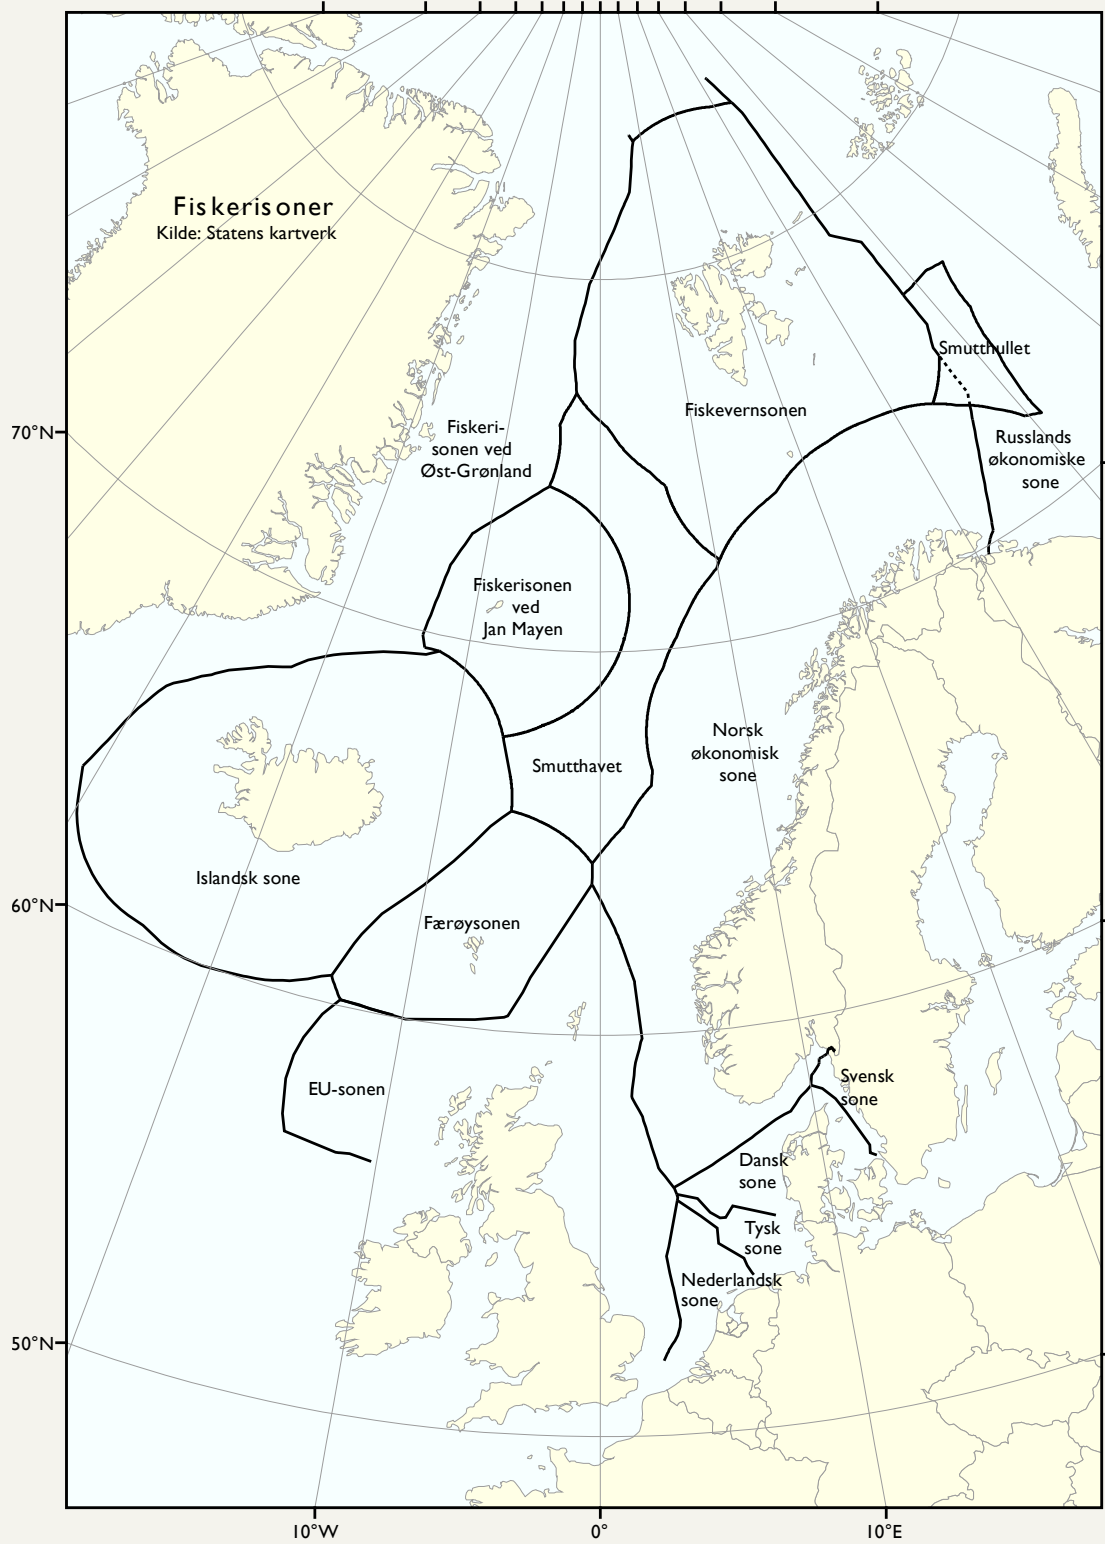 Fiskerisoner
Kilde: Statens kartverk
Smutthullet
Fiskevernsonen
70°N
Fiskeri-
sonen ved
Øst-Grønland
Russlands
økonomiske
sone
Fiskerisonen
ved
Jan Mayen
Norsk
økonomisk
sone
Smutthavet
Islandsk sone
60°N
Færøysonen
EU-sonen
Svensk
sone
Dansk
sone
Tysk
sone
Nederlandsk
sone
50°N
10°W
0°
10°E